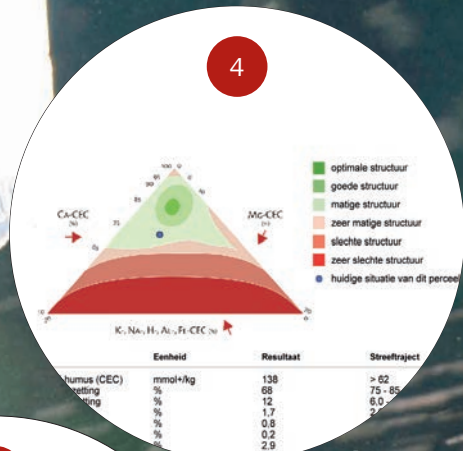 4
optimale structuur
goede structuur
matige structuur
zeer matige structuur
slechte structuur
zeer slechte structuur
huidige situatie van dit perceel
CA-CEC
MG-CEC
K-, NA-, H-, AL-, FE-CEC (%)
Eenheid Resultaat Streeftraject
humus (CEC) mmol+/kg 138 > 62
% 68 75 - 85
% 12 6,0 -
% 1,7
% 0,8
% 0,2
% 2,9